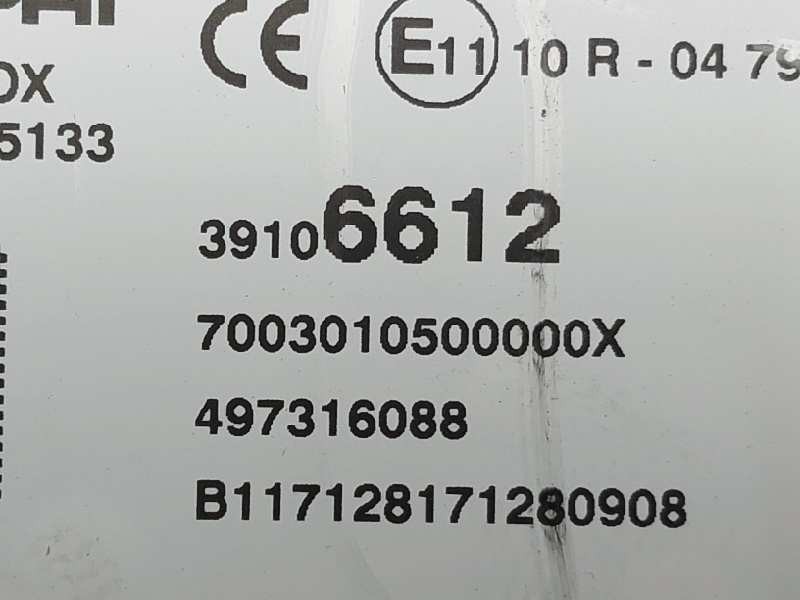 CE E11 10 R - 04 79
OX
5133
39106612
7003010500000X
497316088
B117128171280908